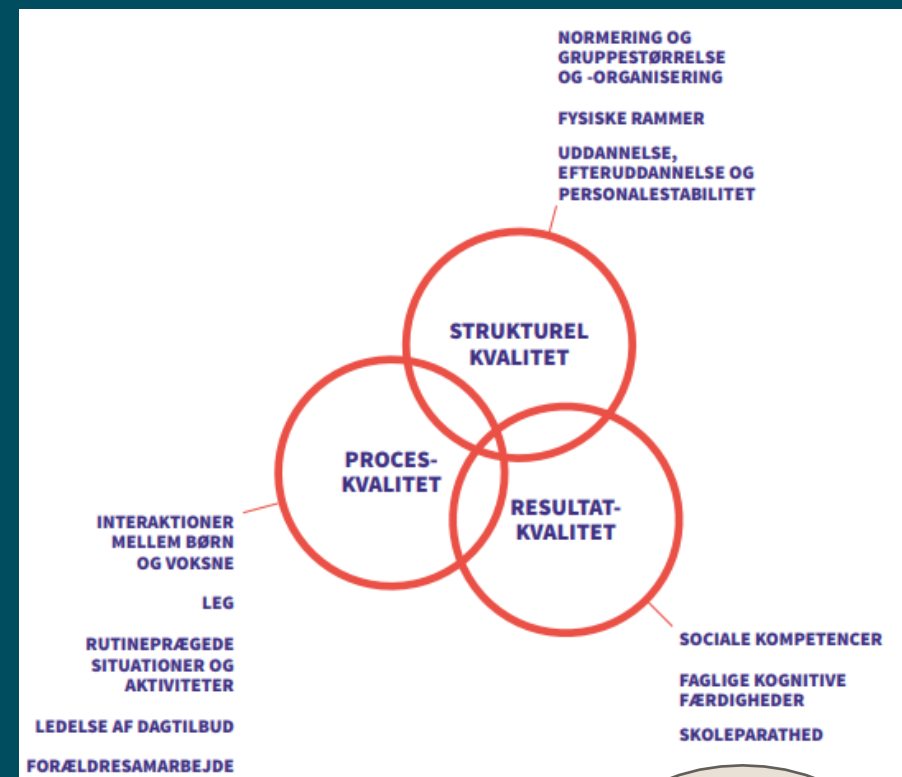 NORMERING OG
GRUPPESTØRRELSE
OG -ORGANISERING
FYSISKE RAMMER
UDDANNELSE,
EFTERUDDANNELSE OG
PERSONALESTABILITET
STRUKTUREL
KVALITET
PROCES-
KVALITET
RESULTAT-
KVALITET
INTERAKTIONER
MELLEM BØRN
OG VOKSNE
LEG
RUTINEPRÆGEDE
SITUATIONER OG
AKTIVITETER
LEDELSE AF DAGTILBUD
FORÆLDRESAMARBEJDE
SOCIALE KOMPETENCER
FAGLIGE KOGNITIVE
FÆRDIGHEDER
SKOLEPARATHED